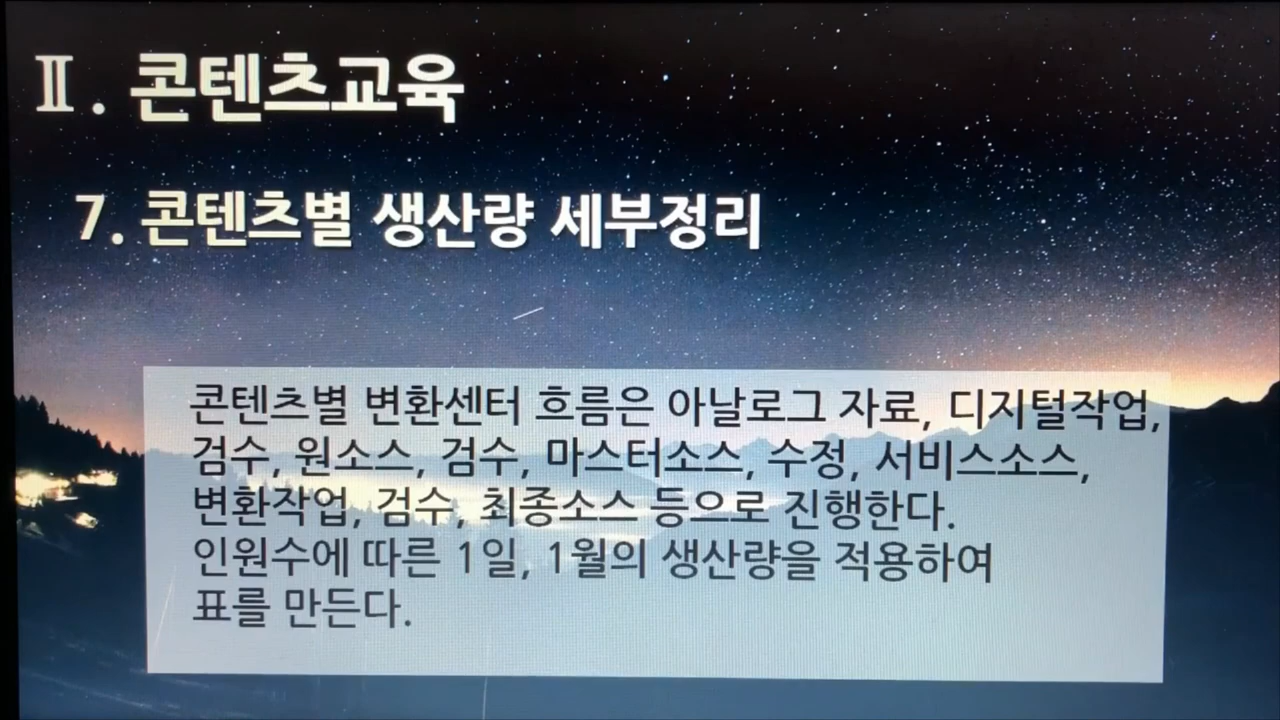 Ⅱ. 콘텐츠교육
7. 콘텐츠별 생산량 세부정리
콘텐츠별 변환센터 흐름은 아날로그 자료, 디지털작업,
검수, 원소스, 검수, 마스터소스, 수정, 서비스소스,
변환작업, 검수, 최종소스 등으로 진행한다.
인원수에 따른 1일, 1월의 생산량을 적용하여
표를 만든다.